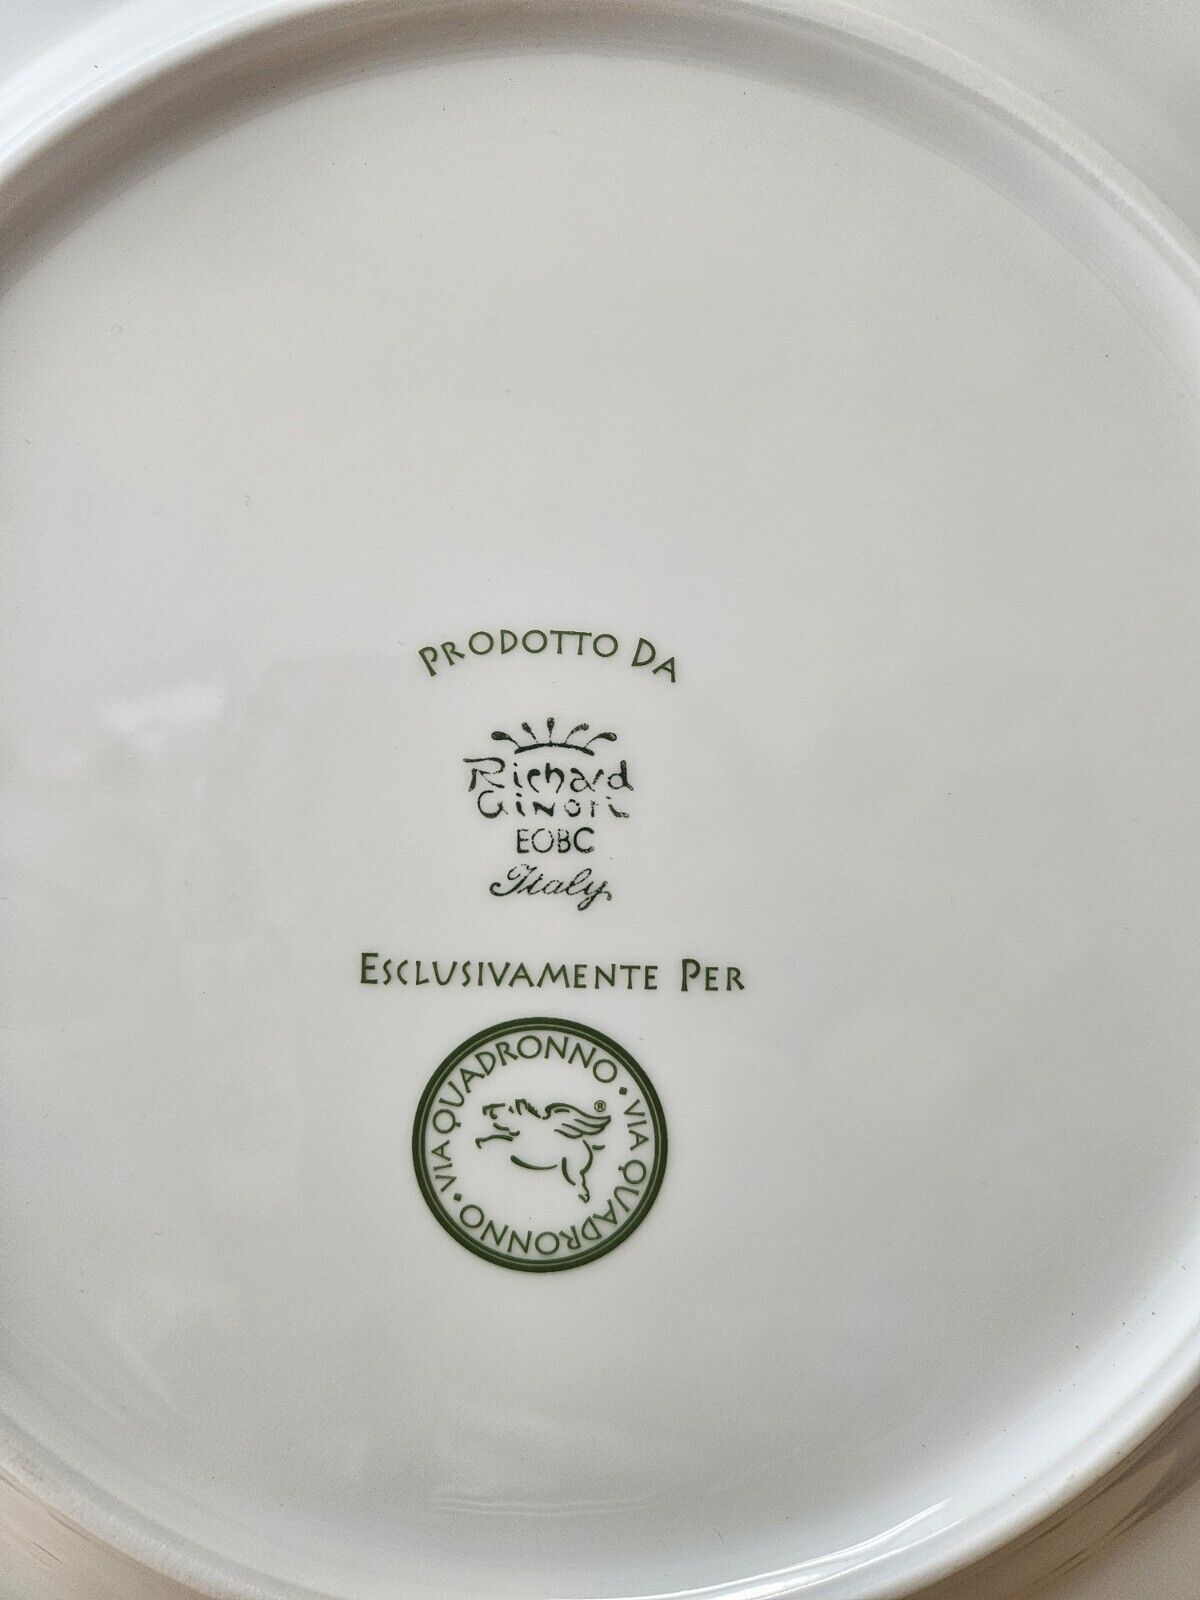 PRODOTTO DA
Richard
GINORI
EOBC
Italy
ESCLUSIVAMENTE PER
VIA QUADRONNO • VIA QUADRONNO •
®